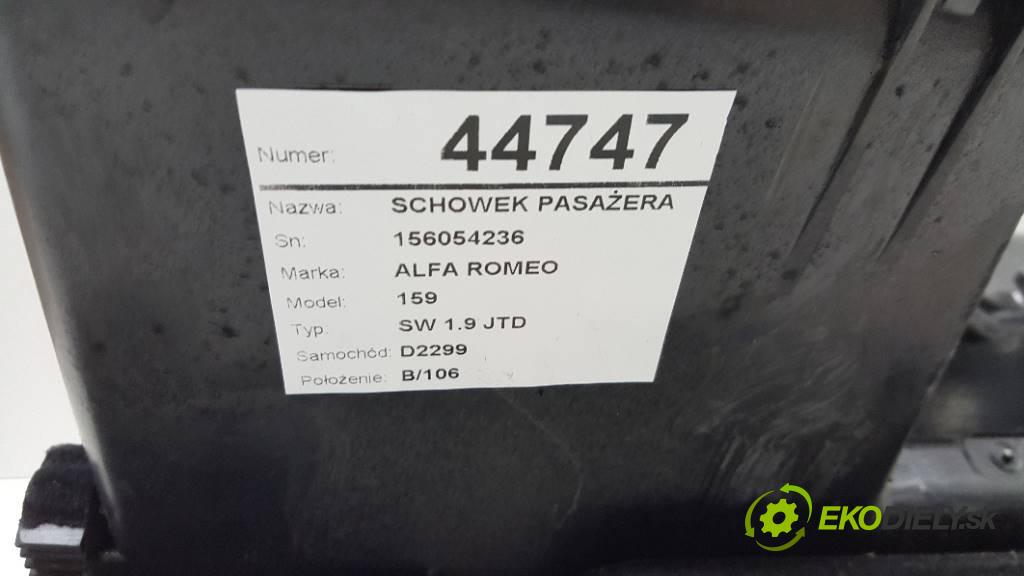 Numer: 44747
Nazwa: SCHOWEK PASAŻERA
Sn: 156054236
Marka: ALFA ROMEO
Model: 159
Typ: SW 1.9 JTD
Samochód: D2299
Położenie: B/106
EKODIELY.SK